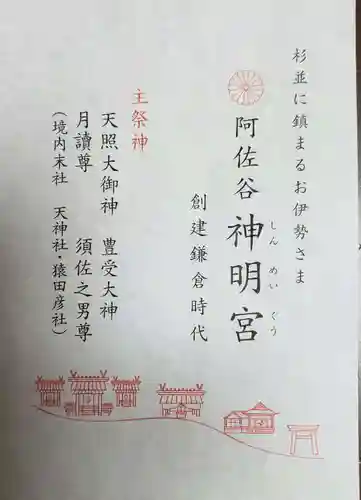 杉並に鎮まるお伊勢さま
阿佐谷神明宮
しんめいぐう
創建鎌倉時代
主祭神
天照大御神　豊受大神
月讀尊　須佐之男尊
（境内末社　天神社・猿田彦社）